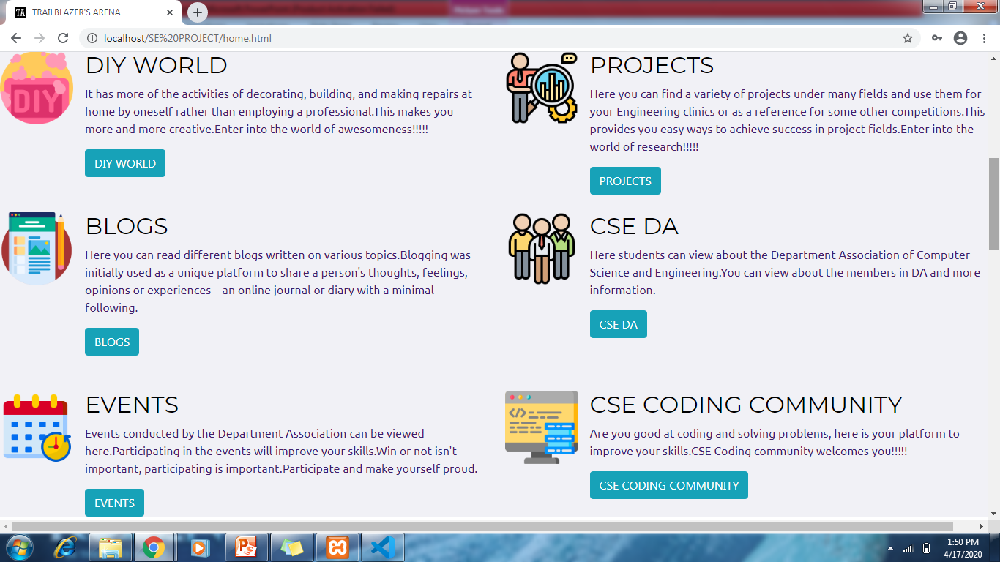 TRAILBLAZER'S ARENA
localhost/SE%20PROJECT/home.html
DIY
DIY WORLD
It has more of the activities of decorating, building, and making repairs at
home by oneself rather than employing a professional.This makes you
more and more creative.Enter into the world of awesomeness!!!!!
DIY WORLD
PROJECTS
Here you can find a variety of projects under many fields and use them for
your Engineering clinics or as a reference for some other competitions.This
provides you easy ways to achieve success in project fields.Enter into the
world of research!!!!!
PROJECTS
BLOGS
Here you can read different blogs written on various topics.Blogging was
initially used as a unique platform to share a person's thoughts, feelings,
opinions or experiences – an online journal or diary with a minimal
following.
BLOGS
CSE DA
Here students can view about the Department Association of Computer
Science and Engineering.You can view about the members in DA and more
information.
CSE DA
EVENTS
Events conducted by the Department Association can be viewed
here.Participating in the events will improve your skills.Win or not isn't
important, participating is important.Participate and make yourself proud.
EVENTS
CSE CODING COMMUNITY
Are you good at coding and solving problems, here is your platform to
improve your skills.CSE Coding community welcomes you!!!!!
CSE CODING COMMUNITY
1:50 PM
4/17/2020